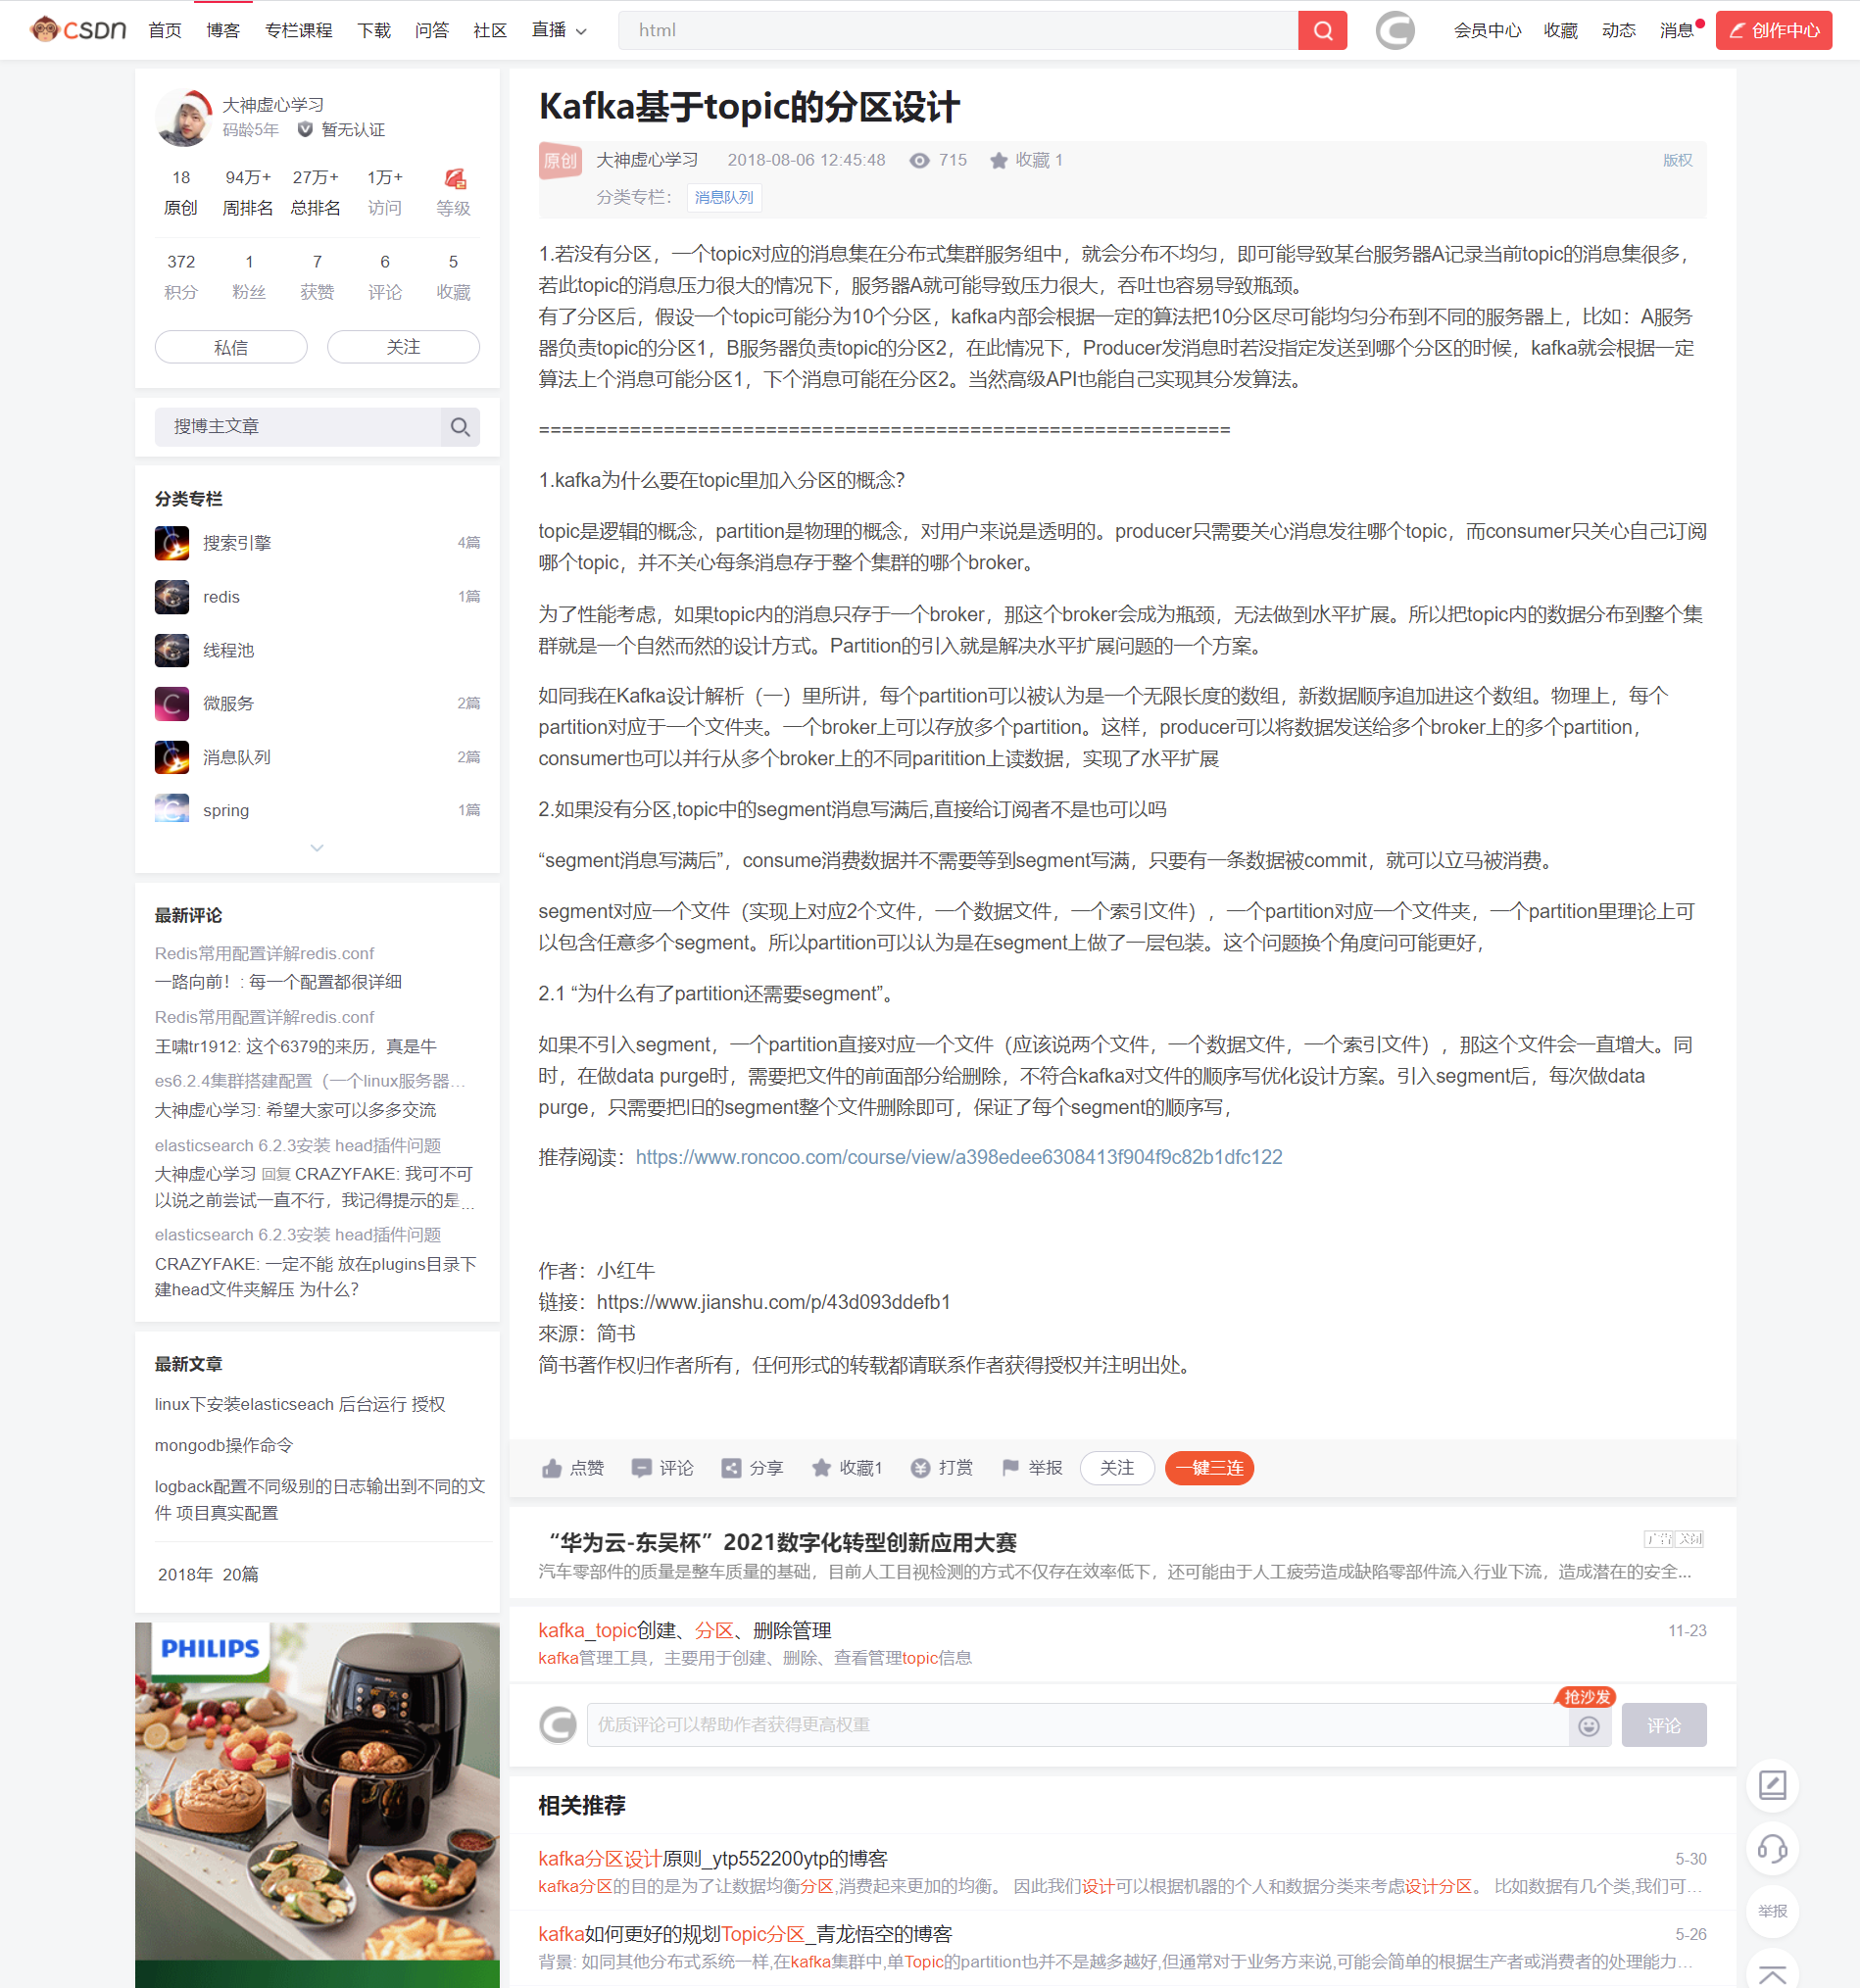 CSDN 首页 博客 专栏课程 下载 问答 社区 直播 html 会员中心 收藏 动态 消息 创作中心
大神虚心学习
码龄5年 暂无认证
18 94万+ 27万+ 1万+
原创 周排名 总排名 访问 等级
372 1 7 6 5
积分 粉丝 获赞 评论 收藏
私信 关注
搜博主文章
分类专栏
搜索引擎 4篇
redis 1篇
线程池
微服务 2篇
消息队列 2篇
spring 1篇
最新评论
Redis常用配置详解redis.conf
一路向前！: 每一个配置都很详细
Redis常用配置详解redis.conf
王啸tr1912: 这个6379的来历，真是牛
es6.2.4集群搭建配置（一个linux服务器...
大神虚心学习: 希望大家可以多多交流
elasticsearch 6.2.3安装 head插件问题
大神虚心学习 回复 CRAZYFAKE: 我可不可
以说之前尝试一直不行，我记得提示的是...
elasticsearch 6.2.3安装 head插件问题
CRAZYFAKE: 一定不能 放在plugins目录下
建head文件夹解压 为什么？
最新文章
linux下安装elasticseach 后台运行 授权
mongodb操作命令
logback配置不同级别的日志输出到不同的文
件 项目真实配置
2018年 20篇
PHILIPS
Kafka基于topic的分区设计
原创 大神虚心学习 2018-08-06 12:45:48 715 收藏 1 版权
分类专栏： 消息队列
1.若没有分区，一个topic对应的消息集在分布式集群服务组中，就会分布不均匀，即可能导致某台服务器A记录当前topic的消息集很多，
若此topic的消息压力很大的情况下，服务器A就可能导致压力很大，吞吐也容易导致瓶颈。
有了分区后，假设一个topic可能分为10个分区，kafka内部会根据一定的算法把10分区尽可能均匀分布到不同的服务器上，比如：A服务
器负责topic的分区1，B服务器负责topic的分区2，在此情况下，Producer发消息时若没指定发送到哪个分区的时候，kafka就会根据一定
算法上个消息可能分区1，下个消息可能在分区2。当然高级API也能自己实现其分发算法。
=============================================================
1.kafka为什么要在topic里加入分区的概念？
topic是逻辑的概念，partition是物理的概念，对用户来说是透明的。producer只需要关心消息发往哪个topic，而consumer只关心自己订阅
哪个topic，并不关心每条消息存于整个集群的哪个broker。
为了性能考虑，如果topic内的消息只存于一个broker，那这个broker会成为瓶颈，无法做到水平扩展。所以把topic内的数据分布到整个集
群就是一个自然而然的设计方式。Partition的引入就是解决水平扩展问题的一个方案。
如同我在Kafka设计解析（一）里所讲，每个partition可以被认为是一个无限长度的数组，新数据顺序追加进这个数组。物理上，每个
partition对应于一个文件夹。一个broker上可以存放多个partition。这样，producer可以将数据发送给多个broker上的多个partition，
consumer也可以并行从多个broker上的不同paritition上读数据，实现了水平扩展
2.如果没有分区,topic中的segment消息写满后,直接给订阅者不是也可以吗
“segment消息写满后”，consume消费数据并不需要等到segment写满，只要有一条数据被commit，就可以立马被消费。
segment对应一个文件（实现上对应2个文件，一个数据文件，一个索引文件），一个partition对应一个文件夹，一个partition里理论上可
以包含任意多个segment。所以partition可以认为是在segment上做了一层包装。这个问题换个角度问可能更好，
2.1 “为什么有了partition还需要segment”。
如果不引入segment，一个partition直接对应一个文件（应该说两个文件，一个数据文件，一个索引文件），那这个文件会一直增大。同
时，在做data purge时，需要把文件的前面部分给删除，不符合kafka对文件的顺序写优化设计方案。引入segment后，每次做data
purge，只需要把旧的segment整个文件删除即可，保证了每个segment的顺序写，
推荐阅读：https://www.roncoo.com/course/view/a398edee6308413f904f9c82b1dfc122
作者：小红牛
链接：https://www.jianshu.com/p/43d093ddefb1
來源：简书
简书著作权归作者所有，任何形式的转载都请联系作者获得授权并注明出处。
点赞 评论 分享 收藏1 打赏 举报 关注 一键三连
“华为云-东吴杯”2021数字化转型创新应用大赛 广告 关闭
汽车零部件的质量是整车质量的基础，目前人工目视检测的方式不仅存在效率低下，还可能由于人工疲劳造成缺陷零部件流入行业下流，造成潜在的安全...
kafka_topic创建、分区、删除管理 11-23
kafka管理工具，主要用于创建、删除、查看管理topic信息
抢沙发
优质评论可以帮助作者获得更高权重 评论
相关推荐
kafka分区设计原则_ytp552200ytp的博客 5-30
kafka分区的目的是为了让数据均衡分区,消费起来更加的均衡。 因此我们设计可以根据机器的个人和数据分类来考虑设计分区。 比如数据有几个类,我们可...
kafka如何更好的规划Topic分区_青龙悟空的博客 5-26
背景: 如同其他分布式系统一样,在kafka集群中,单Topic的partition也并不是越多越好,但通常对于业务方来说,可能会简单的根据生产者或消费者的处理能力...
举报